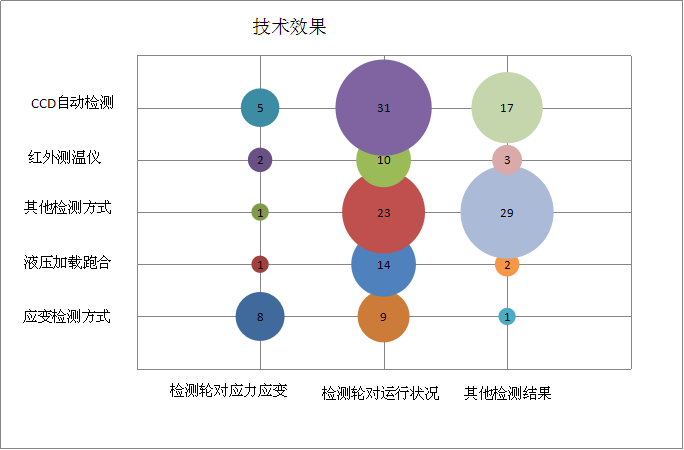 技术效果
CCD自动检测 5 31 17
红外测温仪 2 10 3
其他检测方式 1 23 29
液压加载跑合 1 14 2
应变检测方式 8 9 1
检测轮对应力应变 检测轮对运行状况 其他检测结果